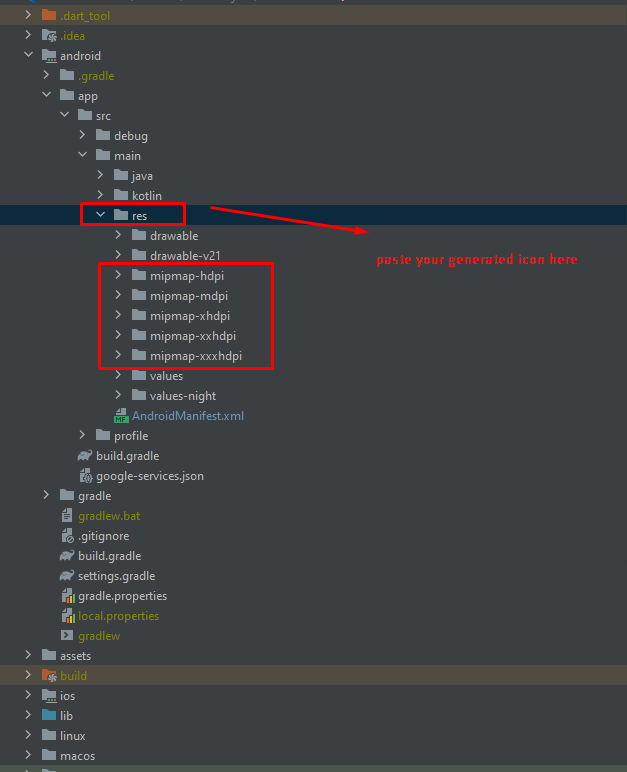 .dart_tool
.idea
android
.gradle
app
src
debug
main
java
kotlin
res
drawable
paste your generated icon here
drawable-v21
mipmap-hdpi
mipmap-mdpi
mipmap-xhdpi
mipmap-xxhdpi
mipmap-xxxhdpi
values
values-night
MF AndroidManifest.xml
profile
build.gradle
google-services.json
gradle
gradlew.bat
.gitignore
build.gradle
settings.gradle
gradle.properties
local.properties
gradlew
assets
build
ios
lib
linux
macos